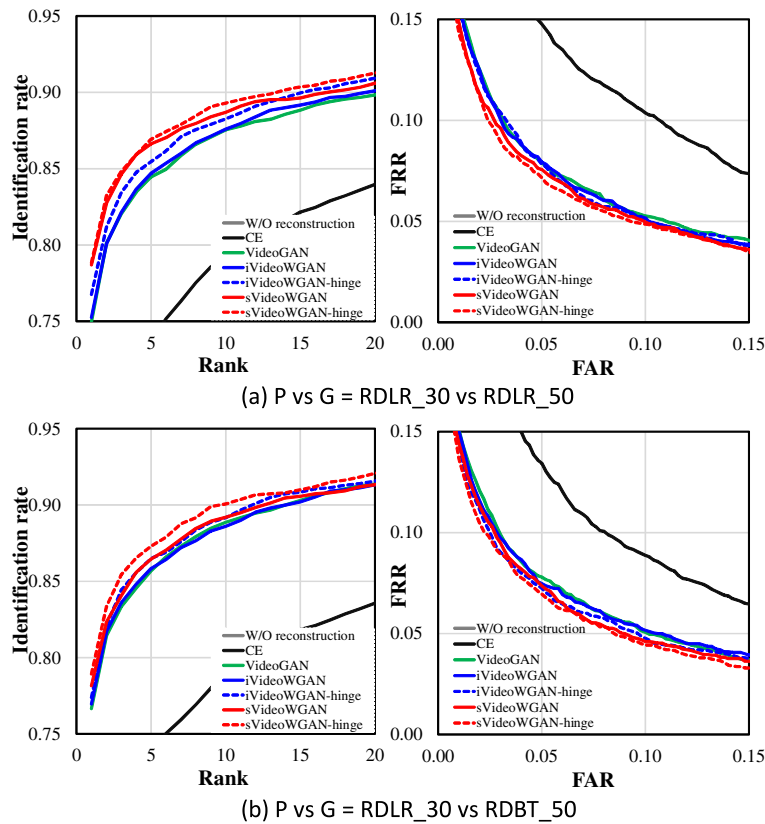 0.95
0.90
0.85
0.80
0.75
Identification rate
W/O reconstruction
CE
VideoGAN
iVideoWGAN
iVideoWGAN-hinge
sVideoWGAN
sVideoWGAN-hinge
0 5 10 15 20
Rank
0.15
0.10
0.05
0.00
FRR
W/O reconstruction
CE
VideoGAN
iVideoWGAN
iVideoWGAN-hinge
sVideoWGAN
sVideoWGAN-hinge
0.00 0.05 0.10 0.15
FAR
(a) P vs G = RDLR_30 vs RDLR_50
0.95
0.90
0.85
0.80
0.75
Identification rate
W/O reconstruction
CE
VideoGAN
iVideoWGAN
iVideoWGAN-hinge
sVideoWGAN
sVideoWGAN-hinge
0 5 10 15 20
Rank
0.15
0.10
0.05
0.00
FRR
W/O reconstruction
CE
VideoGAN
iVideoWGAN
iVideoWGAN-hinge
sVideoWGAN
sVideoWGAN-hinge
0.00 0.05 0.10 0.15
FAR
(b) P vs G = RDLR_30 vs RDBT_50